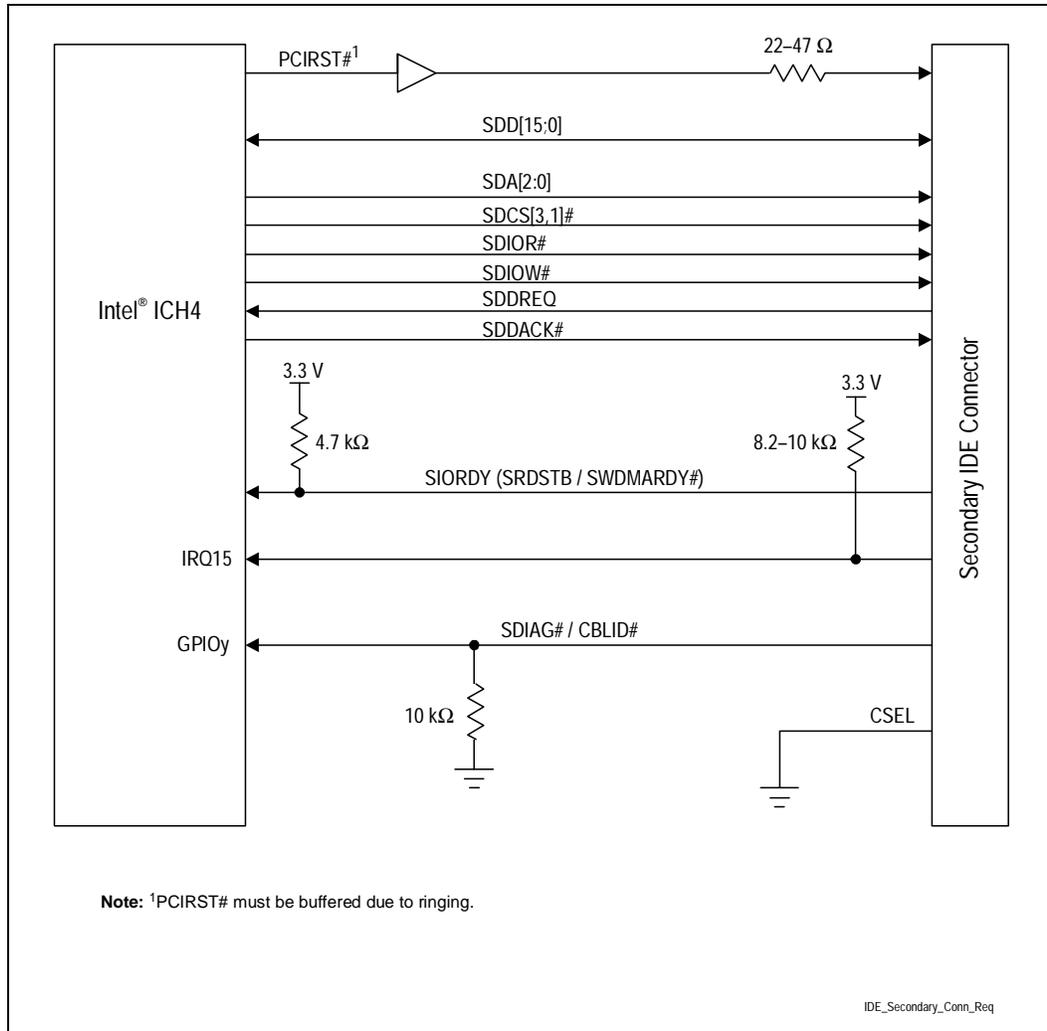 22–47 Ω
PCIRST#1
SDD[15;0]
SDA[2:0]
SDCS[3,1]#
SDIOR#
SDIOW#
Intel® ICH4
SDDREQ
SDDACK#
3.3 V
3.3 V
4.7 kΩ
8.2–10 kΩ
SIORDY (SRDSTB / SWDMARDY#)
Secondary IDE Connector
IRQ15
SDIAG# / CBLID#
GPIOy
10 kΩ
CSEL
Note: 1PCIRST# must be buffered due to ringing.
IDE_Secondary_Conn_Req